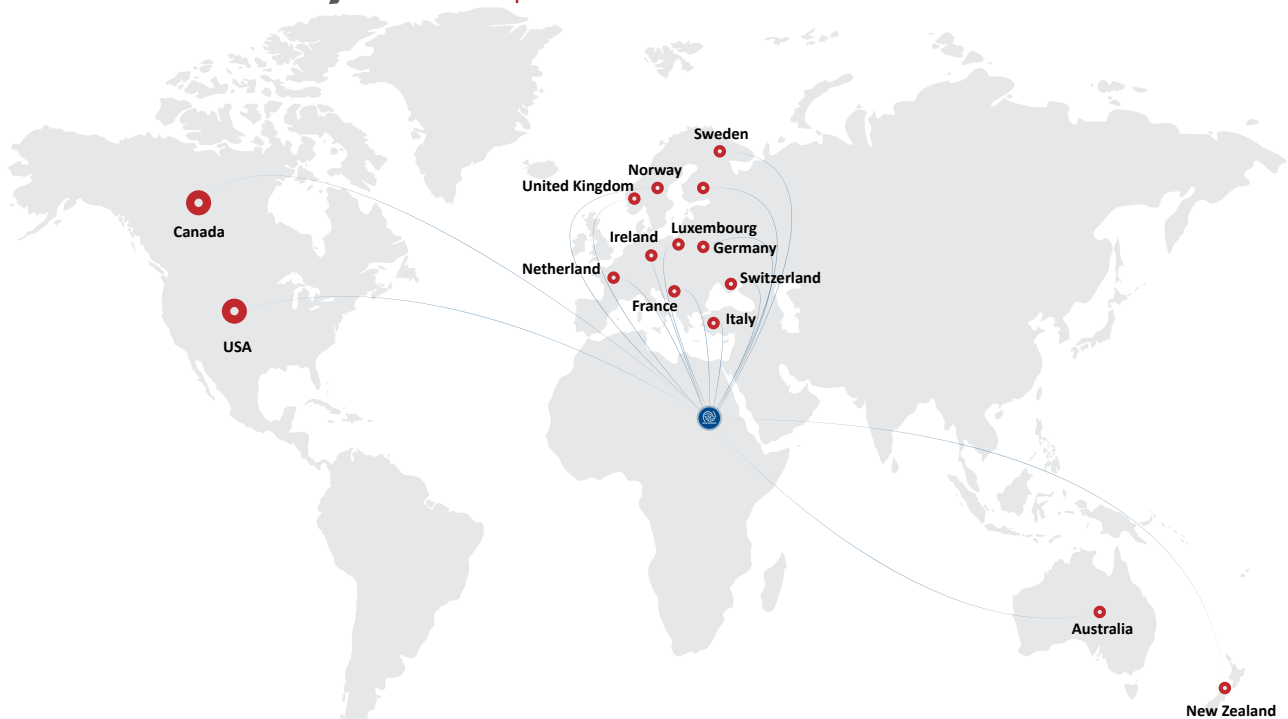 Sweden
Norway
United Kingdom
Luxembourg
Ireland
Germany
Netherland
Switzerland
Canada
France
Italy
USA
Australia
New Zealand